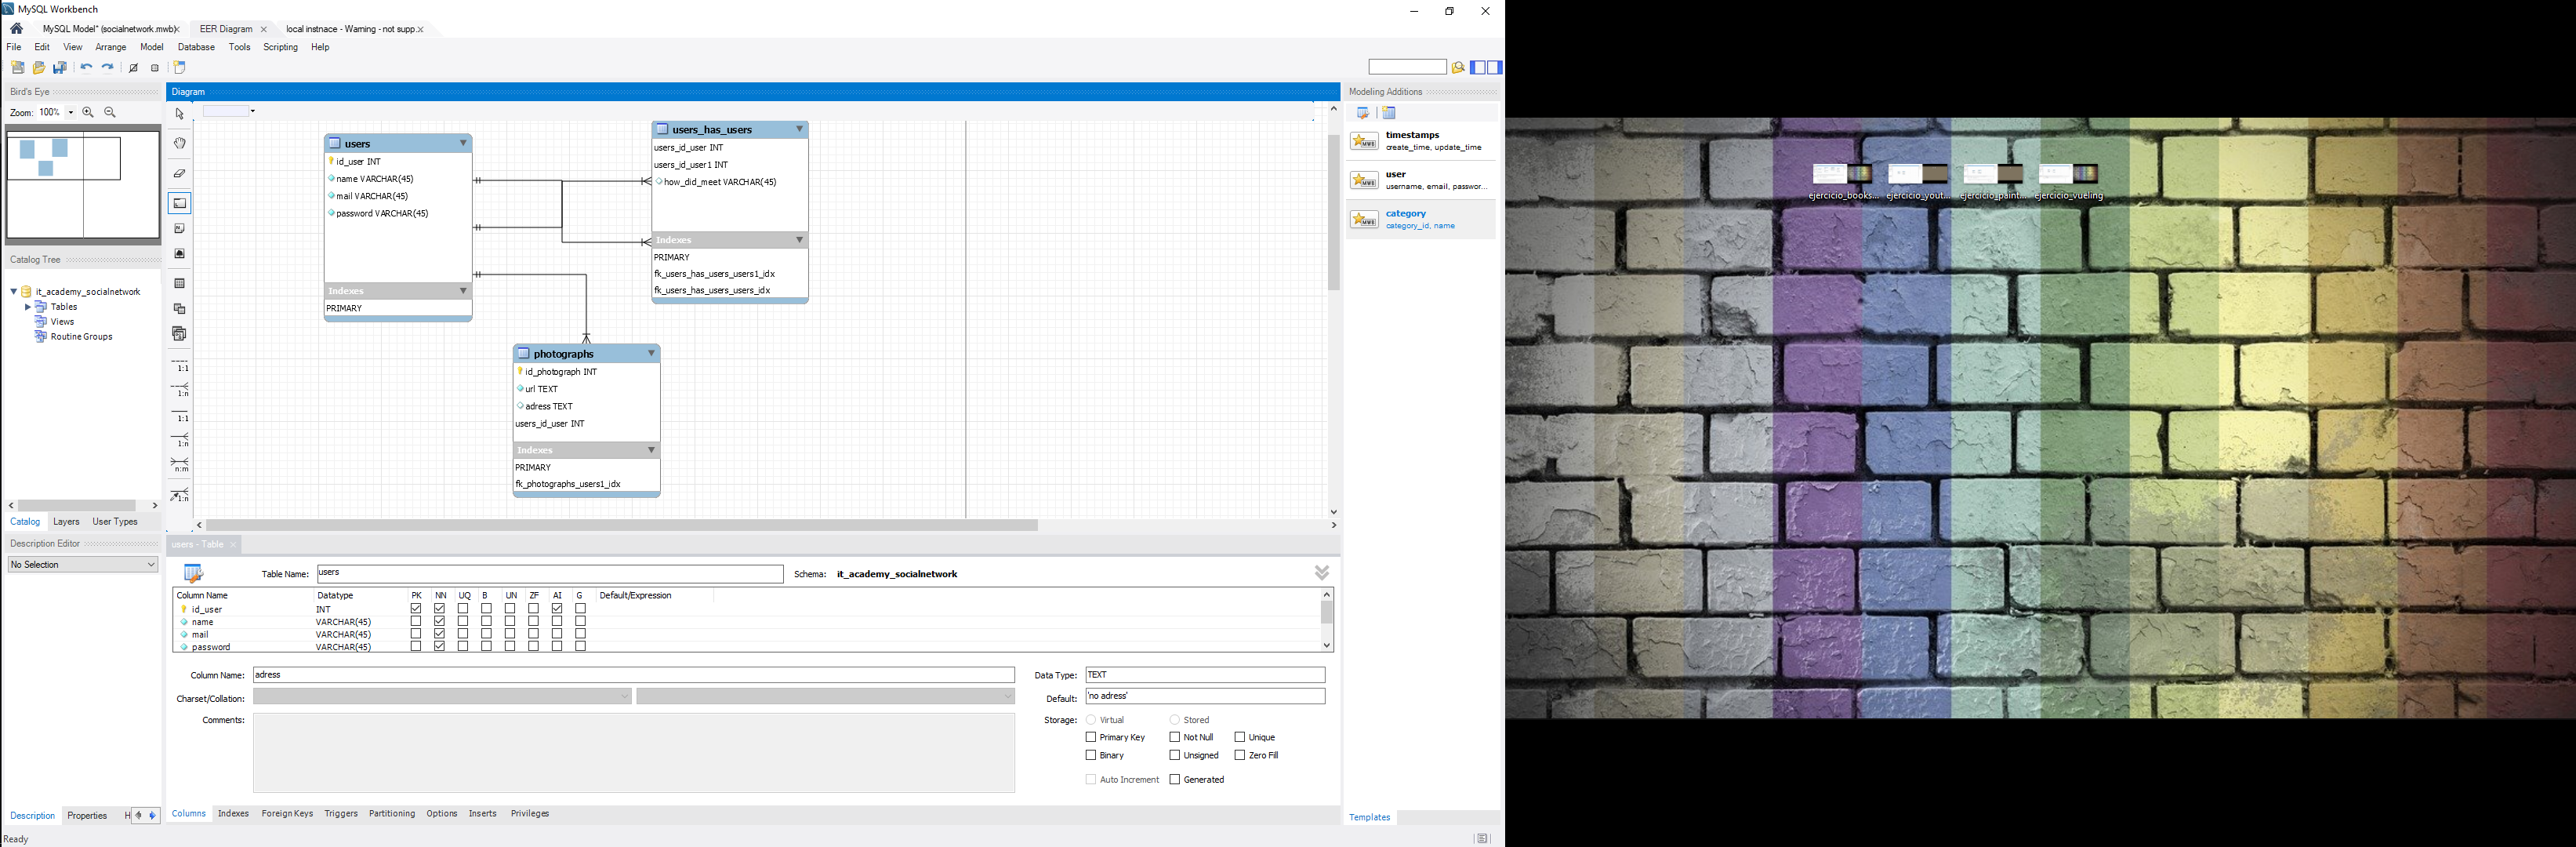 MySQL Workbench
MySQL Model* (socialnetwork.mwb)
EER Diagram
local instnace - Warning - not supp...
File Edit View Arrange Model Database Tools Scripting Help
Bird's Eye
Zoom: 100%
Catalog Tree
it_academy_socialnetwork
Tables
Views
Routine Groups
Catalog Layers User Types
Description Editor
No Selection
Description Properties H
Ready
Diagram
1:1
1:n
1:1
1:n
n:m
1:n
users
id_user INT
name VARCHAR(45)
mail VARCHAR(45)
password VARCHAR(45)
Indexes
PRIMARY
users_has_users
users_id_user INT
users_id_user1 INT
how_did_meet VARCHAR(45)
Indexes
PRIMARY
fk_users_has_users_users1_idx
fk_users_has_users_users_idx
photographs
id_photograph INT
url TEXT
adress TEXT
users_id_user INT
Indexes
PRIMARY
fk_photographs_users1_idx
users - Table
Table Name: users Schema: it_academy_socialnetwork
Column Name Datatype PK NN UQ B UN ZF AI G Default/Expression
id_user INT
name VARCHAR(45)
mail VARCHAR(45)
password VARCHAR(45)
Column Name: adress Data Type: TEXT
Charset/Collation: Default: 'no adress'
Comments: Storage: Virtual Stored
Primary Key Not Null Unique
Binary Unsigned Zero Fill
Auto Increment Generated
Columns Indexes Foreign Keys Triggers Partitioning Options Inserts Privileges
Modeling Additions
timestamps
create_time, update_time
user
username, email, passwor...
category
category_id, name
Templates
ejercicio_books... ejercicio_yout... ejercicio_paint... ejercicio_vueling